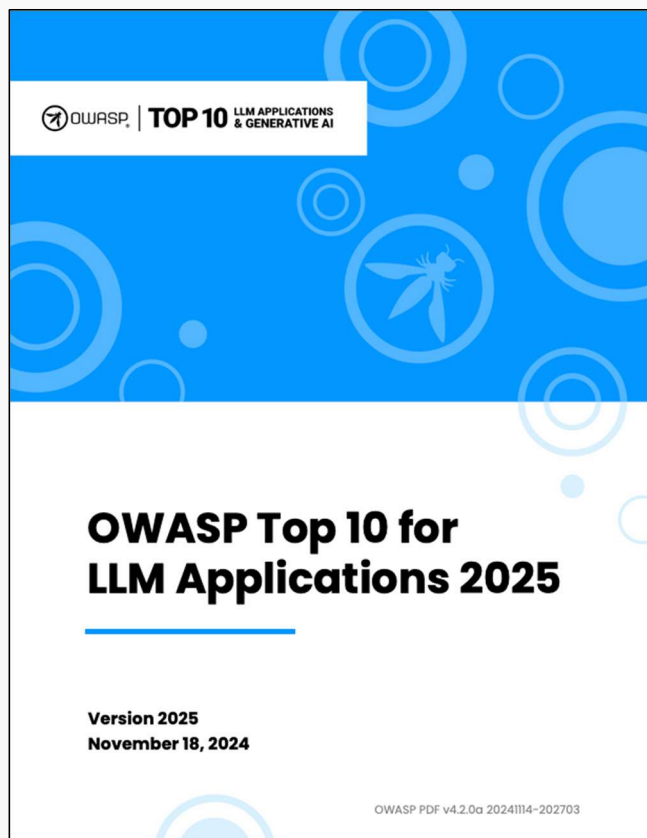 OWASP | TOP 10 LLM APPLICATIONS
& GENERATIVE AI
OWASP Top 10 for
LLM Applications 2025
Version 2025
November 18, 2024
OWASP PDF v4.2.0a 20241114-202703